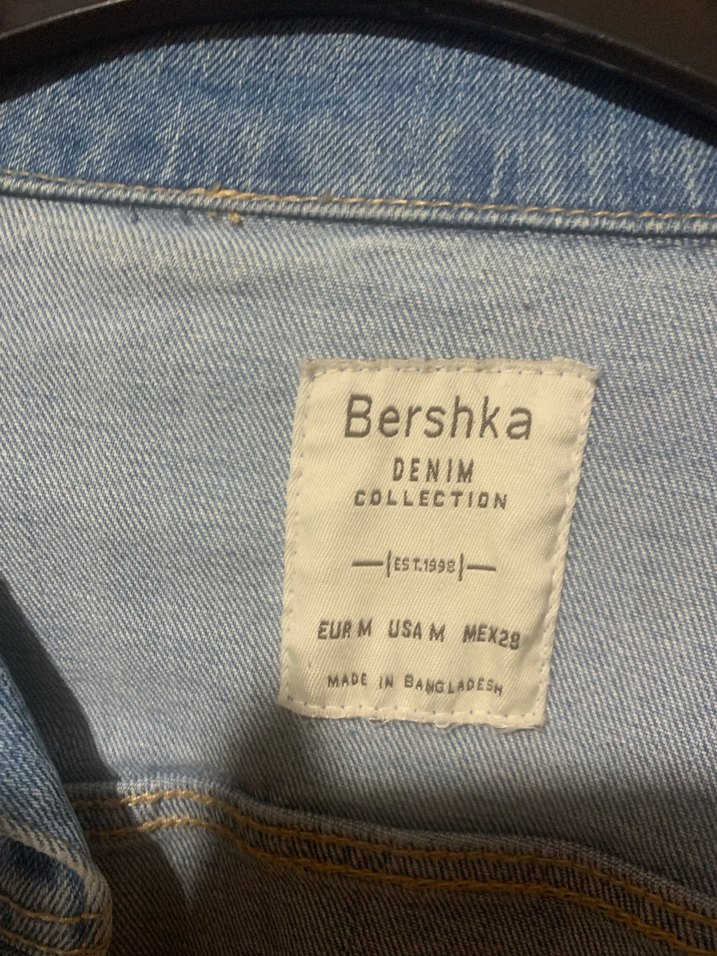 Bershka
DENIM
COLLECTION
EST.1998
EUR M USA M MEX28
MADE IN BANGLADESH